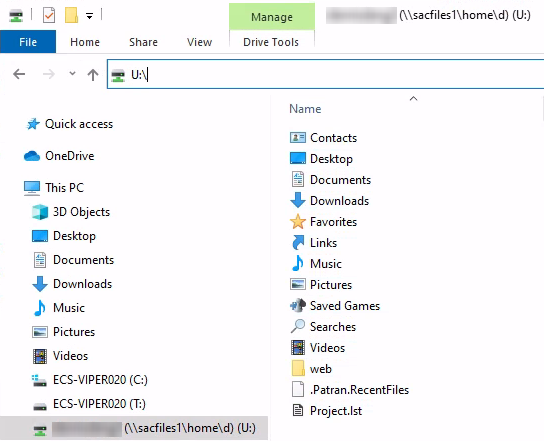 Manage
(\\sacfiles1\home\d) (U:)
File Home Share View Drive Tools
U:\
Name
Quick access
OneDrive
This PC
3D Objects
Desktop
Documents
Downloads
Music
Pictures
Videos
ECS-VIPER020 (C:)
ECS-VIPER020 (T:)
(\\sacfiles1\home\d) (U:)
Contacts
Desktop
Documents
Downloads
Favorites
Links
Music
Pictures
Saved Games
Searches
Videos
web
.Patran.RecentFiles
Project.lst